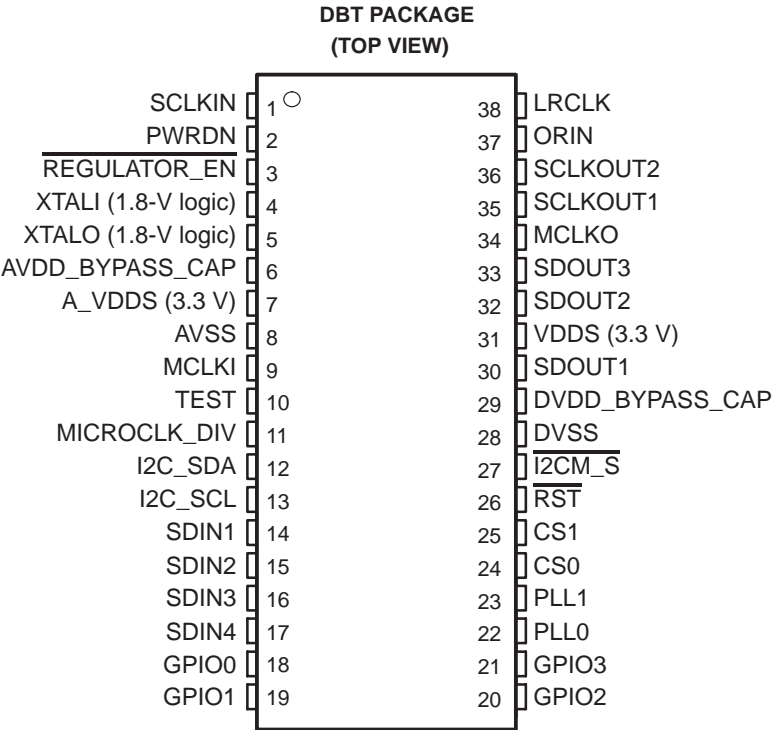 DBT PACKAGE
(TOP VIEW)
SCLKIN 1 38 LRCLK
PWRDN 2 37 ORIN
REGULATOR_EN 3 36 SCLKOUT2
XTALI (1.8-V logic) 4 35 SCLKOUT1
XTALO (1.8-V logic) 5 34 MCLKO
AVDD_BYPASS_CAP 6 33 SDOUT3
A_VDDS (3.3 V) 7 32 SDOUT2
AVSS 8 31 VDDS (3.3 V)
MCLKI 9 30 SDOUT1
TEST 10 29 DVDD_BYPASS_CAP
MICROCLK_DIV 11 28 DVSS
I2C_SDA 12 27 I2CM_S
I2C_SCL 13 26 RST
SDIN1 14 25 CS1
SDIN2 15 24 CS0
SDIN3 16 23 PLL1
SDIN4 17 22 PLL0
GPIO0 18 21 GPIO3
GPIO1 19 20 GPIO2